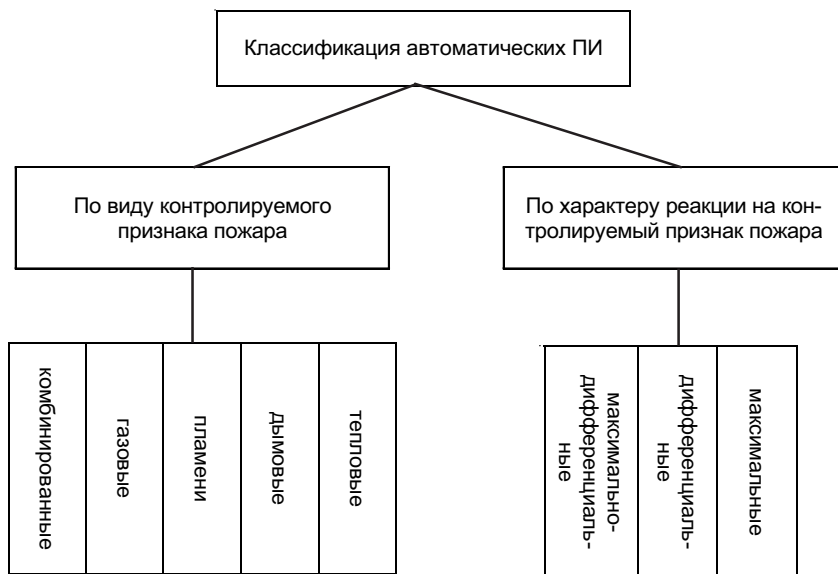 Классификация автоматических ПИ
По виду контролируемого
признака пожара
По характеру реакции на кон-
тролируемый признак пожара
комбинированные
газовые
пламени
дымовые
тепловые
максимально-
дифференциаль-
ные
дифференциаль-
ные
максимальные